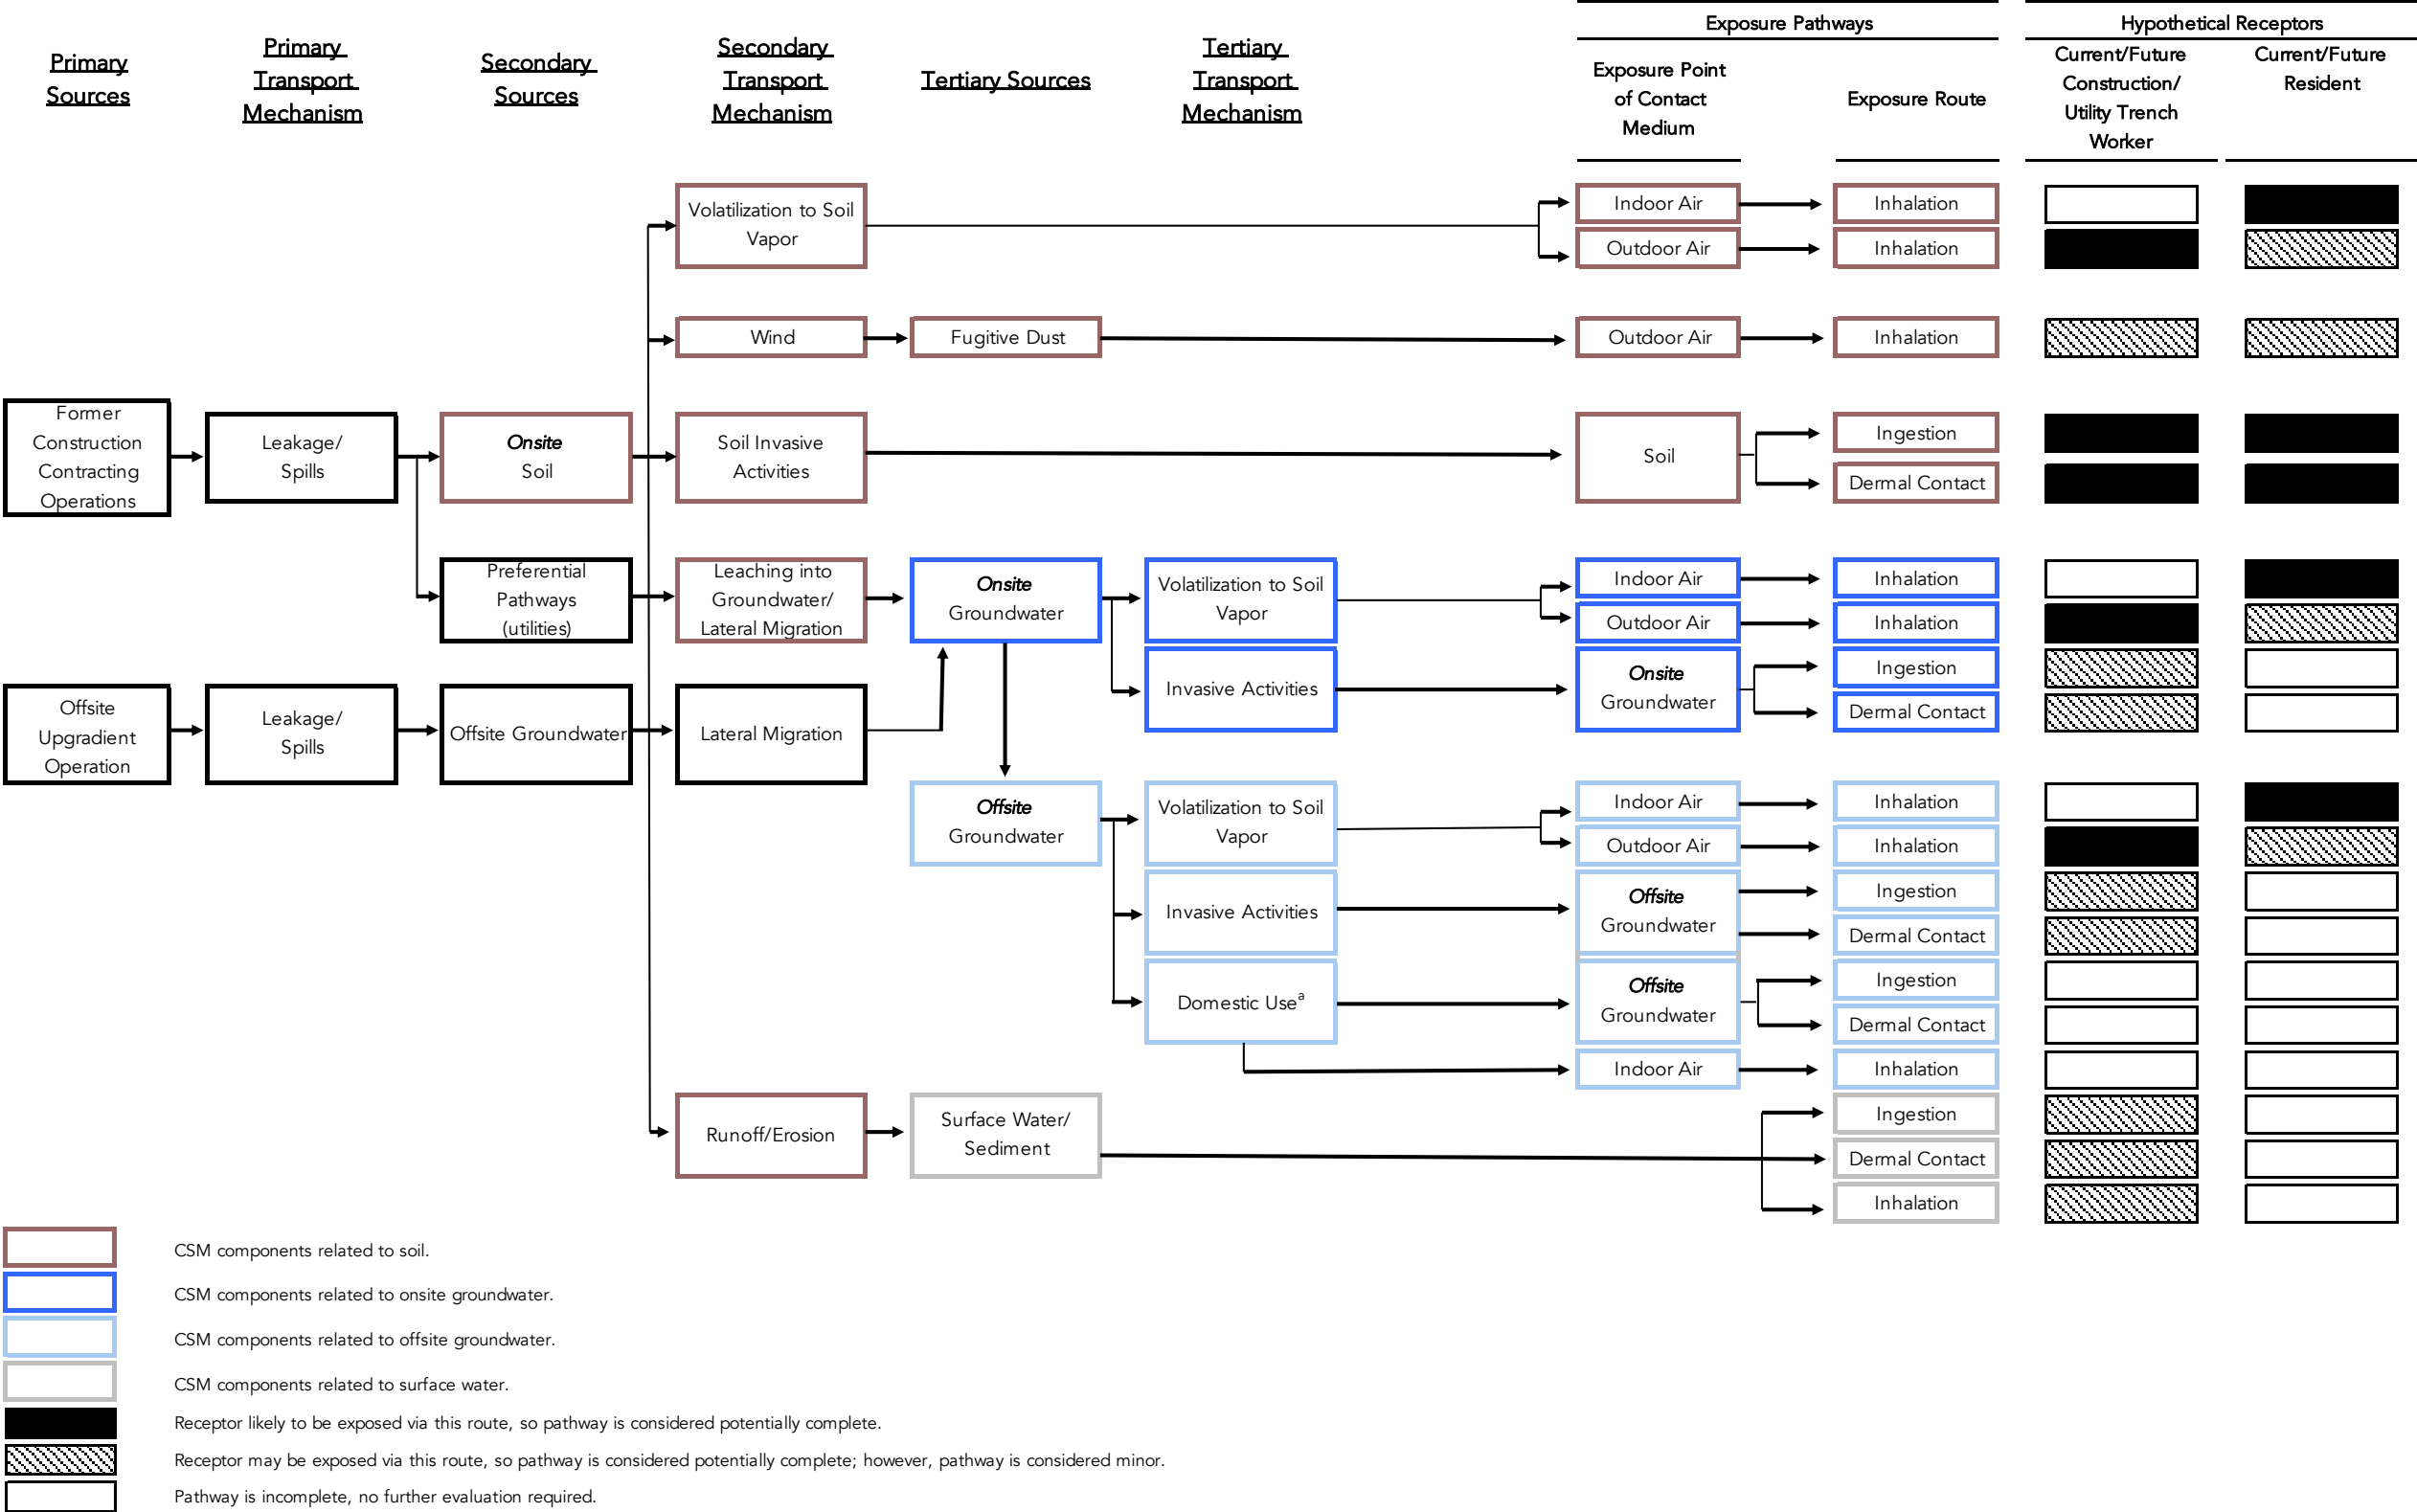 Exposure Pathways
Hypothetical Receptors
Primary
Sources
Primary
Transport
Mechanism
Secondary
Sources
Secondary
Transport
Mechanism
Tertiary Sources
Tertiary
Transport
Mechanism
Exposure Point
of Contact
Medium
Exposure Route
Current/Future
Construction/
Utility Trench
Worker
Current/Future
Resident
Volatilization to Soil
Vapor
Indoor Air
Inhalation
Outdoor Air
Inhalation
Wind
Fugitive Dust
Outdoor Air
Inhalation
Former
Construction
Contracting
Operations
Leakage/
Spills
Onsite
Soil
Soil Invasive
Activities
Soil
Ingestion
Dermal Contact
Preferential
Pathways
(utilities)
Leaching into
Groundwater/
Lateral Migration
Onsite
Groundwater
Volatilization to Soil
Vapor
Indoor Air
Inhalation
Outdoor Air
Inhalation
Invasive Activities
Onsite
Groundwater
Ingestion
Dermal Contact
Offsite
Upgradient
Operation
Leakage/
Spills
Offsite Groundwater
Lateral Migration
Offsite
Groundwater
Volatilization to Soil
Vapor
Indoor Air
Inhalation
Outdoor Air
Inhalation
Invasive Activities
Offsite
Groundwater
Ingestion
Dermal Contact
Domestic Useᵃ
Offsite
Groundwater
Ingestion
Dermal Contact
Indoor Air
Inhalation
Runoff/Erosion
Surface Water/
Sediment
Ingestion
Dermal Contact
Inhalation
CSM components related to soil.
CSM components related to onsite groundwater.
CSM components related to offsite groundwater.
CSM components related to surface water.
Receptor likely to be exposed via this route, so pathway is considered potentially complete.
Receptor may be exposed via this route, so pathway is considered potentially complete; however, pathway is considered minor.
Pathway is incomplete, no further evaluation required.